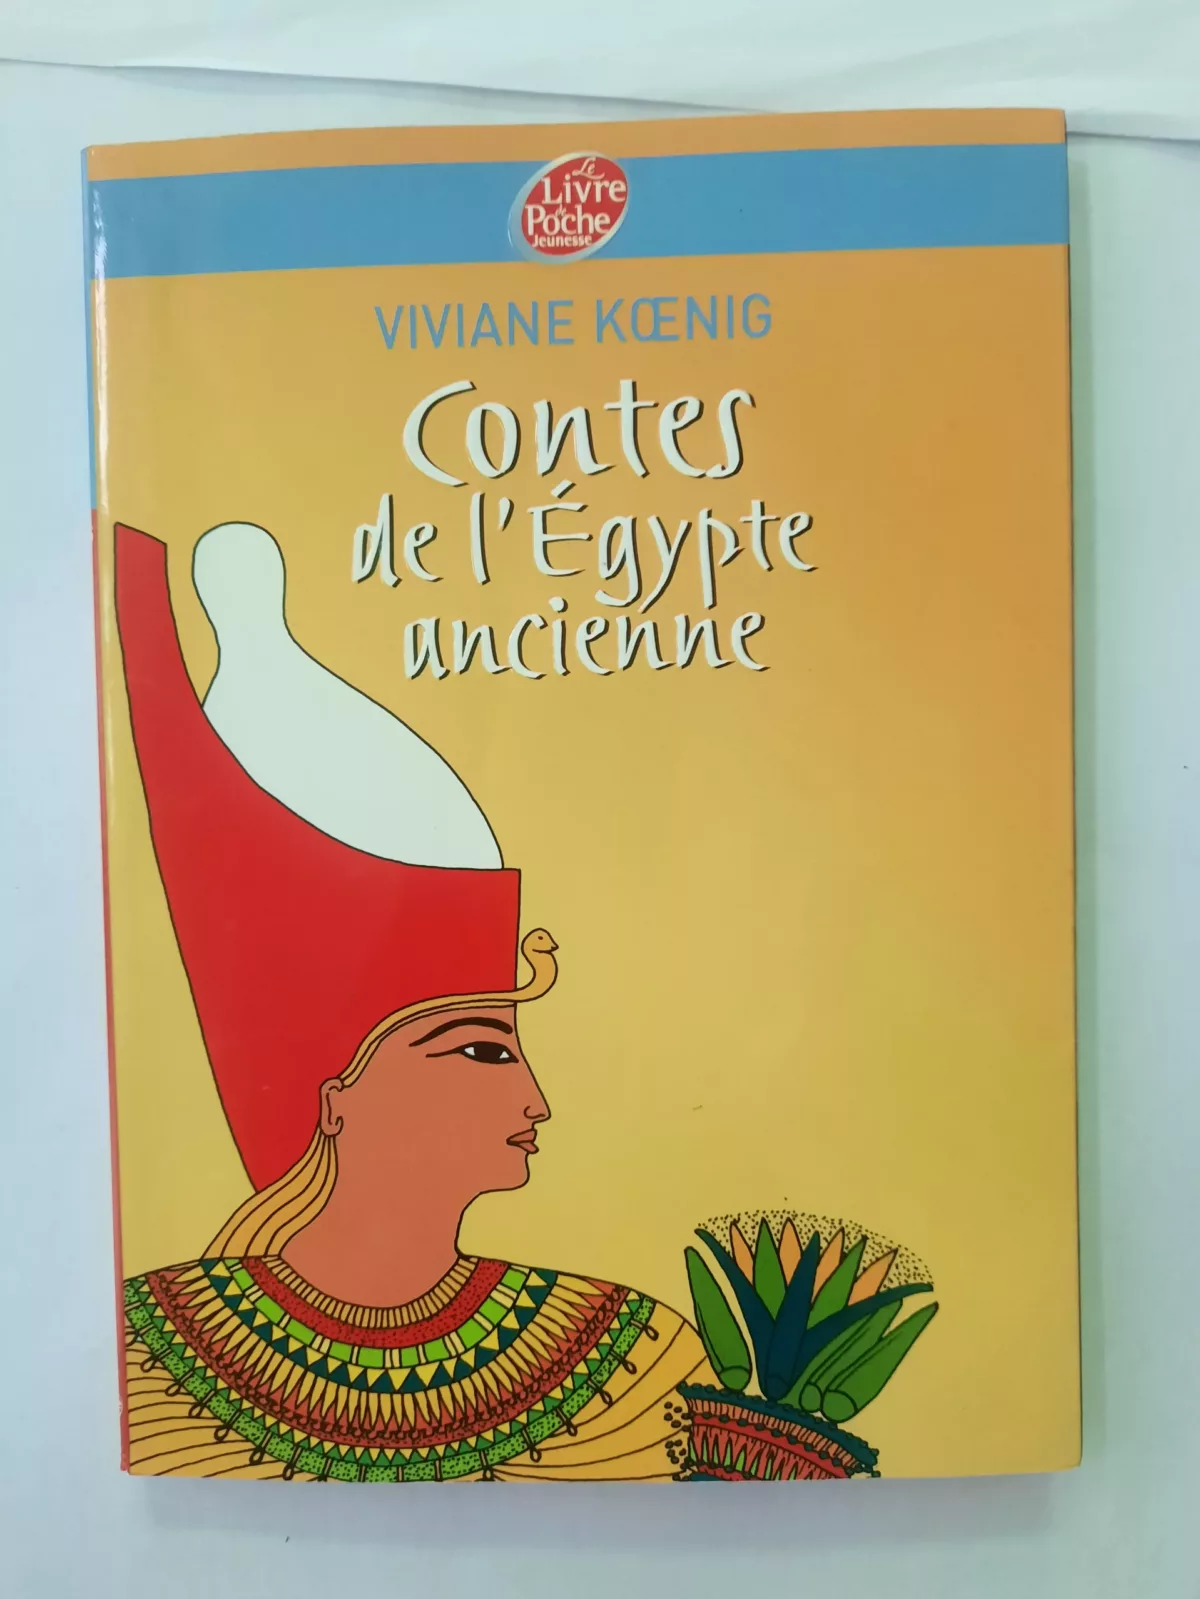 Le
Livre
de
Poche
Jeunesse
VIVIANE KŒNIG
Contes
de l'Égypte
ancienne